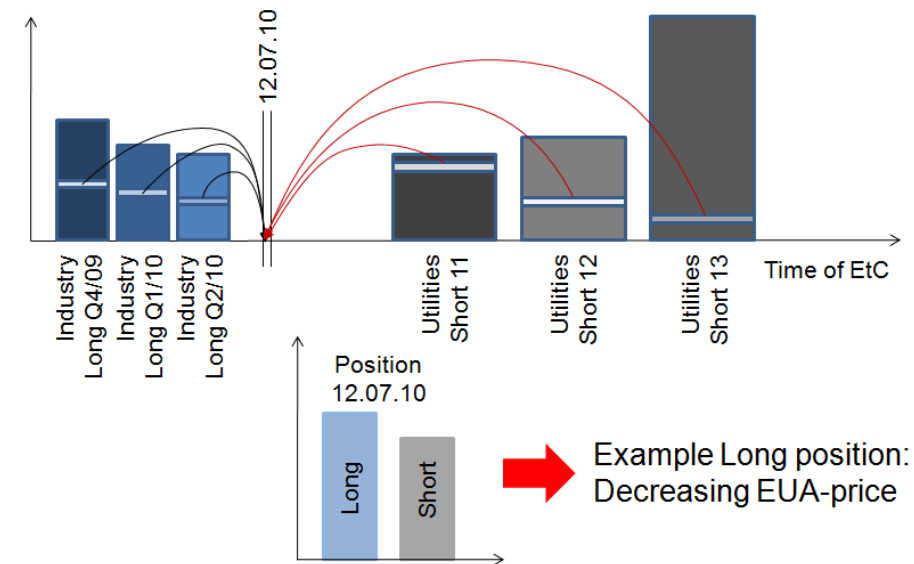 12.07.10
Industry
Long Q4/09
Industry
Long Q1/10
Industry
Long Q2/10
Utilities
Short 11
Utilities
Short 12
Utilities
Short 13
Time of EtC
Position
12.07.10
Long
Short
Example Long position:
Decreasing EUA-price